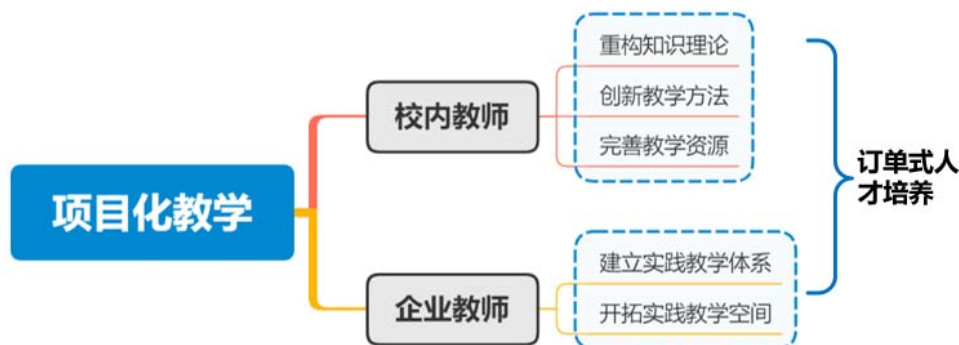 项目化教学
校内教师
重构知识理论
创新教学方法
完善教学资源
企业教师
建立实践教学体系
开拓实践教学空间
订单式人
才培养